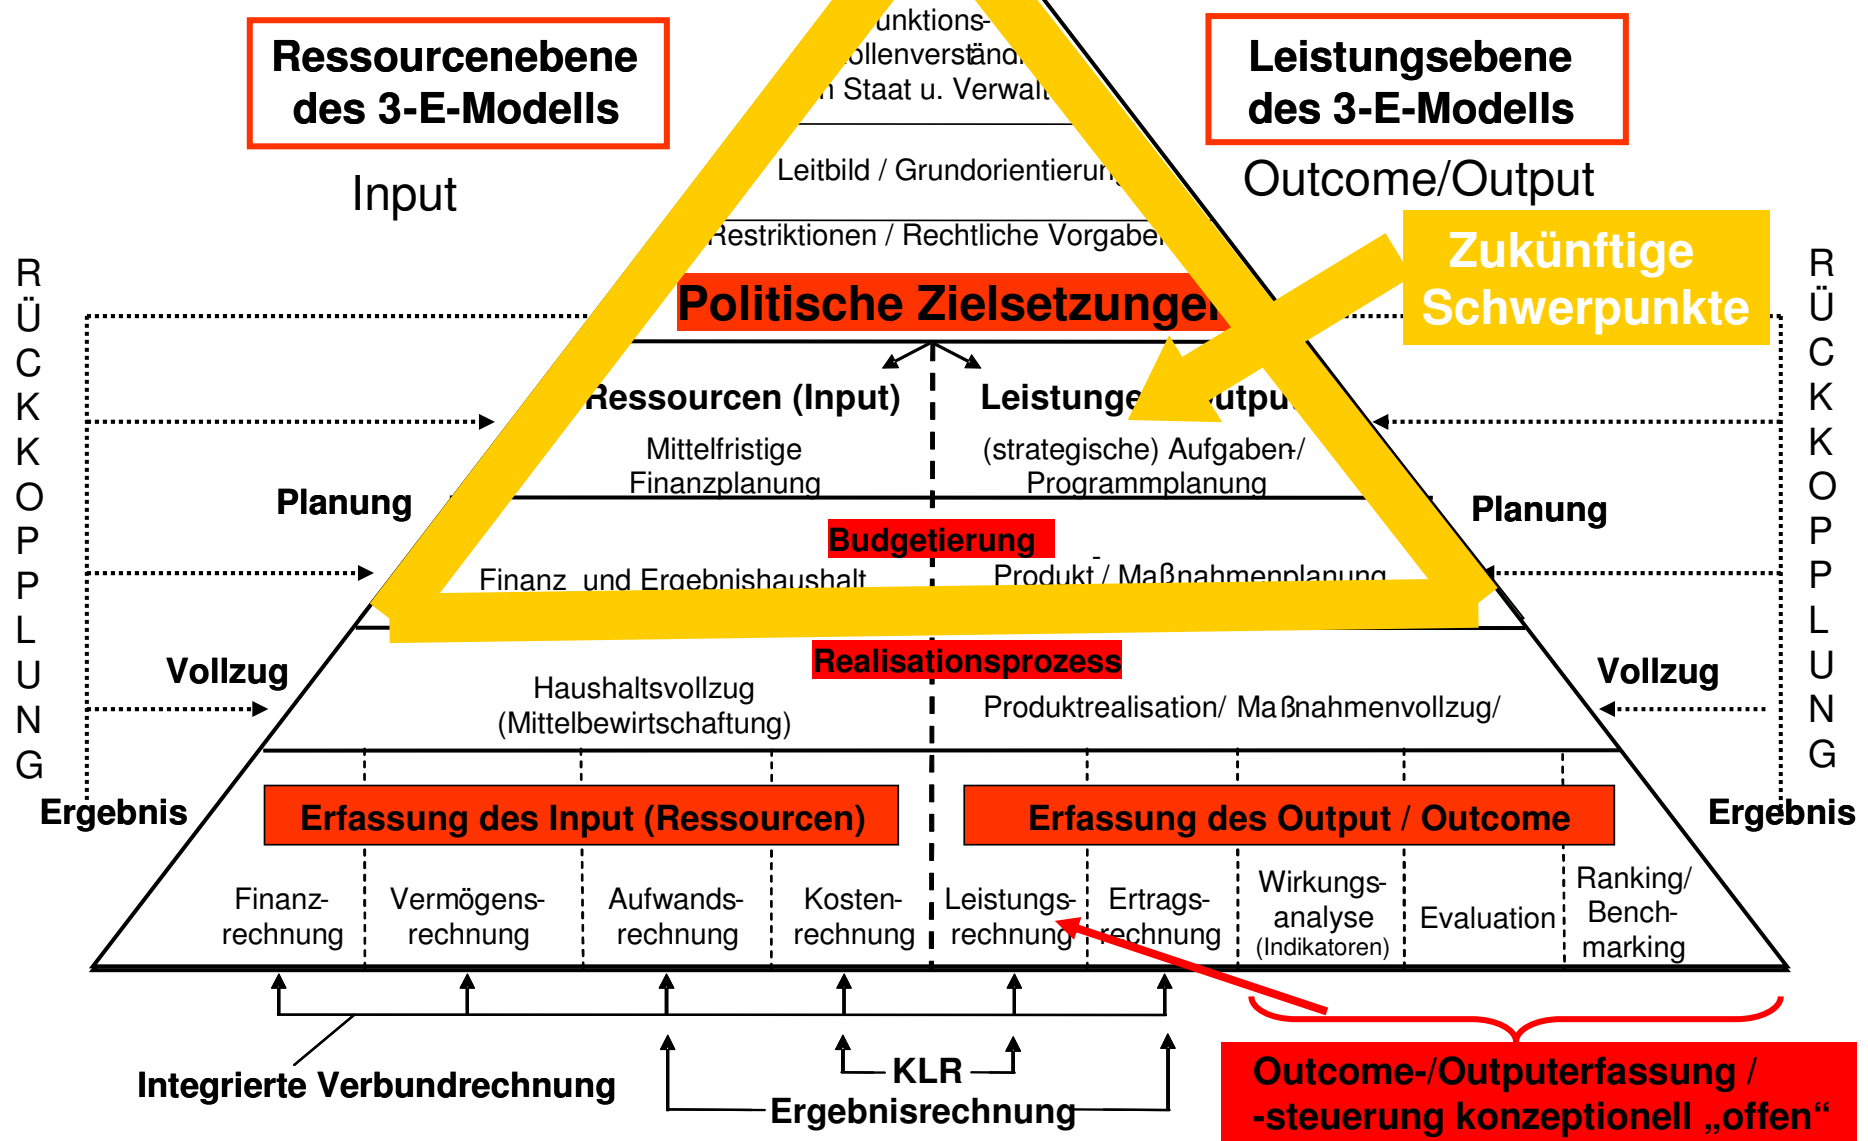 Ressourcenebene
des 3-E-Modells
Input
Leistungsebene
des 3-E-Modells
Outcome/Output
Staat u. Verwalt
Leitbild / Grundorientierung
Restriktionen / Rechtliche Vorgaben
Politische Zielsetzungen
Zukünftige
Schwerpunkte
RÜCKKOPPLUNG
RÜCKKOPPLUNG
Ressourcen (Input)
Mittelfristige
Finanzplanung
(strategische) Aufgaben-/
Programmplanung
Planung
Planung
Budgetierung
Finanz und Ergebnishaushalt
Produkt-/ Maßnahmenplanung
Realisationsprozess
Vollzug
Vollzug
Haushaltsvollzug
(Mittelbewirtschaftung)
Produktrealisation/ Maßnahmenvollzug/
Ergebnis
Ergebnis
Erfassung des Input (Ressourcen)
Erfassung des Output / Outcome
Finanz-
rechnung
Vermögens-
rechnung
Aufwands-
rechnung
Kosten-
rechnung
Leistungs-
rechnung
Ertrags-
rechnung
Wirkungs-
analyse
(Indikatoren)
Evaluation
Ranking/
Bench-
marking
Integrierte Verbundrechnung
KLR
Ergebnisrechnung
Outcome-/Outputerfassung /
-steuerung konzeptionell „offen“